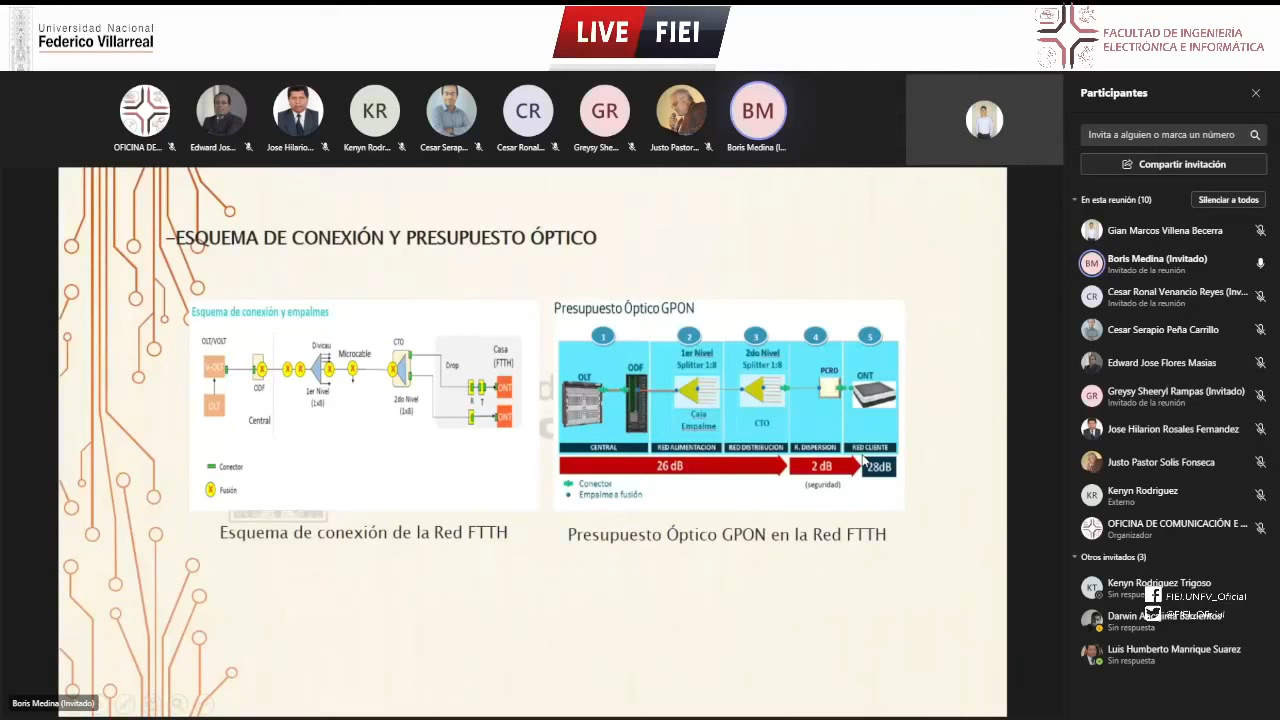 Universidad Nacional
Federico Villarreal
LIVE FIEI
FACULTAD DE INGENIERÍA
ELECTRÓNICA E INFORMÁTICA
KR
CR
GR
BM
OFICINA DE...
Edward Jos...
Jose Hilario...
Kenyn Rodr...
Cesar Serap...
Cesar Ronal...
Greysy She...
Justo Pastor...
Boris Medina (I...
Participantes
Invita a alguien o marca un número
Compartir invitación
En esta reunión (10)
Silenciar a todos
Gian Marcos Villena Becerra
BM
Boris Medina (Invitado)
Invitado de la reunión
CR
Cesar Ronal Venancio Reyes (Inv...
Invitado de la reunión
Cesar Serapio Peña Carrillo
Edward Jose Flores Masias
GR
Greysy Sheeryl Rampas (Invitado)
Invitado de la reunión
Jose Hilarion Rosales Fernandez
Justo Pastor Solis Fonseca
KR
Kenyn Rodriguez
Externo
OFICINA DE COMUNICACIÓN E ...
Organizador
Otros invitados (3)
KT
Kenyn Rodriguez Trigoso
Sin respu
FIEI.UNFV_Oficial
Darwin
Sin respuesta
Luis Humberto Manrique Suarez
Sin respuesta
–ESQUEMA DE CONEXIÓN Y PRESUPUESTO ÓPTICO
Esquema de conexión y empalmes
OLT/VOLT
V-OLT
OLT
ODF
Central
Divicau
1er Nivel
(1x8)
Microcable
CTO
2do Nivel
(1x8)
Drop
Casa
(FTTH)
R
T
ONT
ONT
Conector
Fusión
Esquema de conexión de la Red FTTH
Presupuesto Óptico GPON
1
2
3
4
5
OLT
ODF
1er Nivel
Splitter 1:8
Caja
Empalme
2do Nivel
Splitter 1:8
CTO
PCRO
ONT
CENTRAL
RED ALIMENTACION
RED DISTRIBUCION
R. DISPERSION
RED CLIENTE
26 dB
2 dB
28dB
(seguridad)
Conector
Empalme a fusión
Presupuesto Óptico GPON en la Red FTTH
Boris Medina (Invitado)